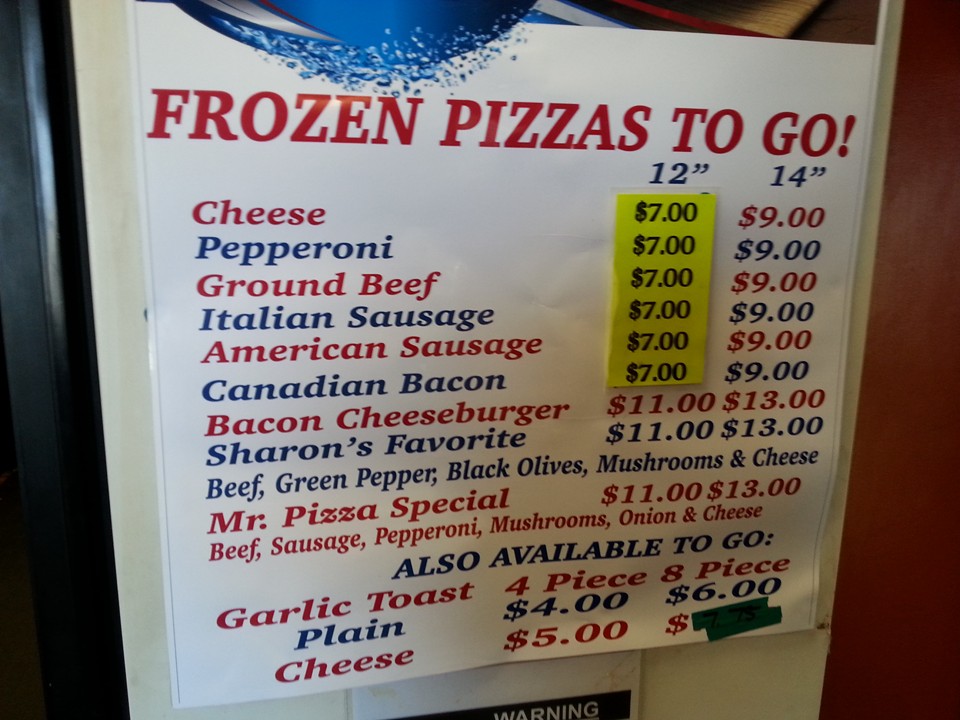 FROZEN PIZZAS TO GO!
12” 14”
Cheese $7.00 $9.00
Pepperoni $7.00 $9.00
Ground Beef $7.00 $9.00
Italian Sausage $7.00 $9.00
American Sausage $7.00 $9.00
Canadian Bacon $7.00 $9.00
Bacon Cheeseburger $11.00 $13.00
Sharon’s Favorite $11.00 $13.00
Beef, Green Pepper, Black Olives, Mushrooms & Cheese
Mr. Pizza Special $11.00 $13.00
Beef, Sausage, Pepperoni, Mushrooms, Onion & Cheese
ALSO AVAILABLE TO GO:
Garlic Toast 4 Piece 8 Piece
Plain $4.00 $6.00
Cheese $5.00 $7.75
WARNING